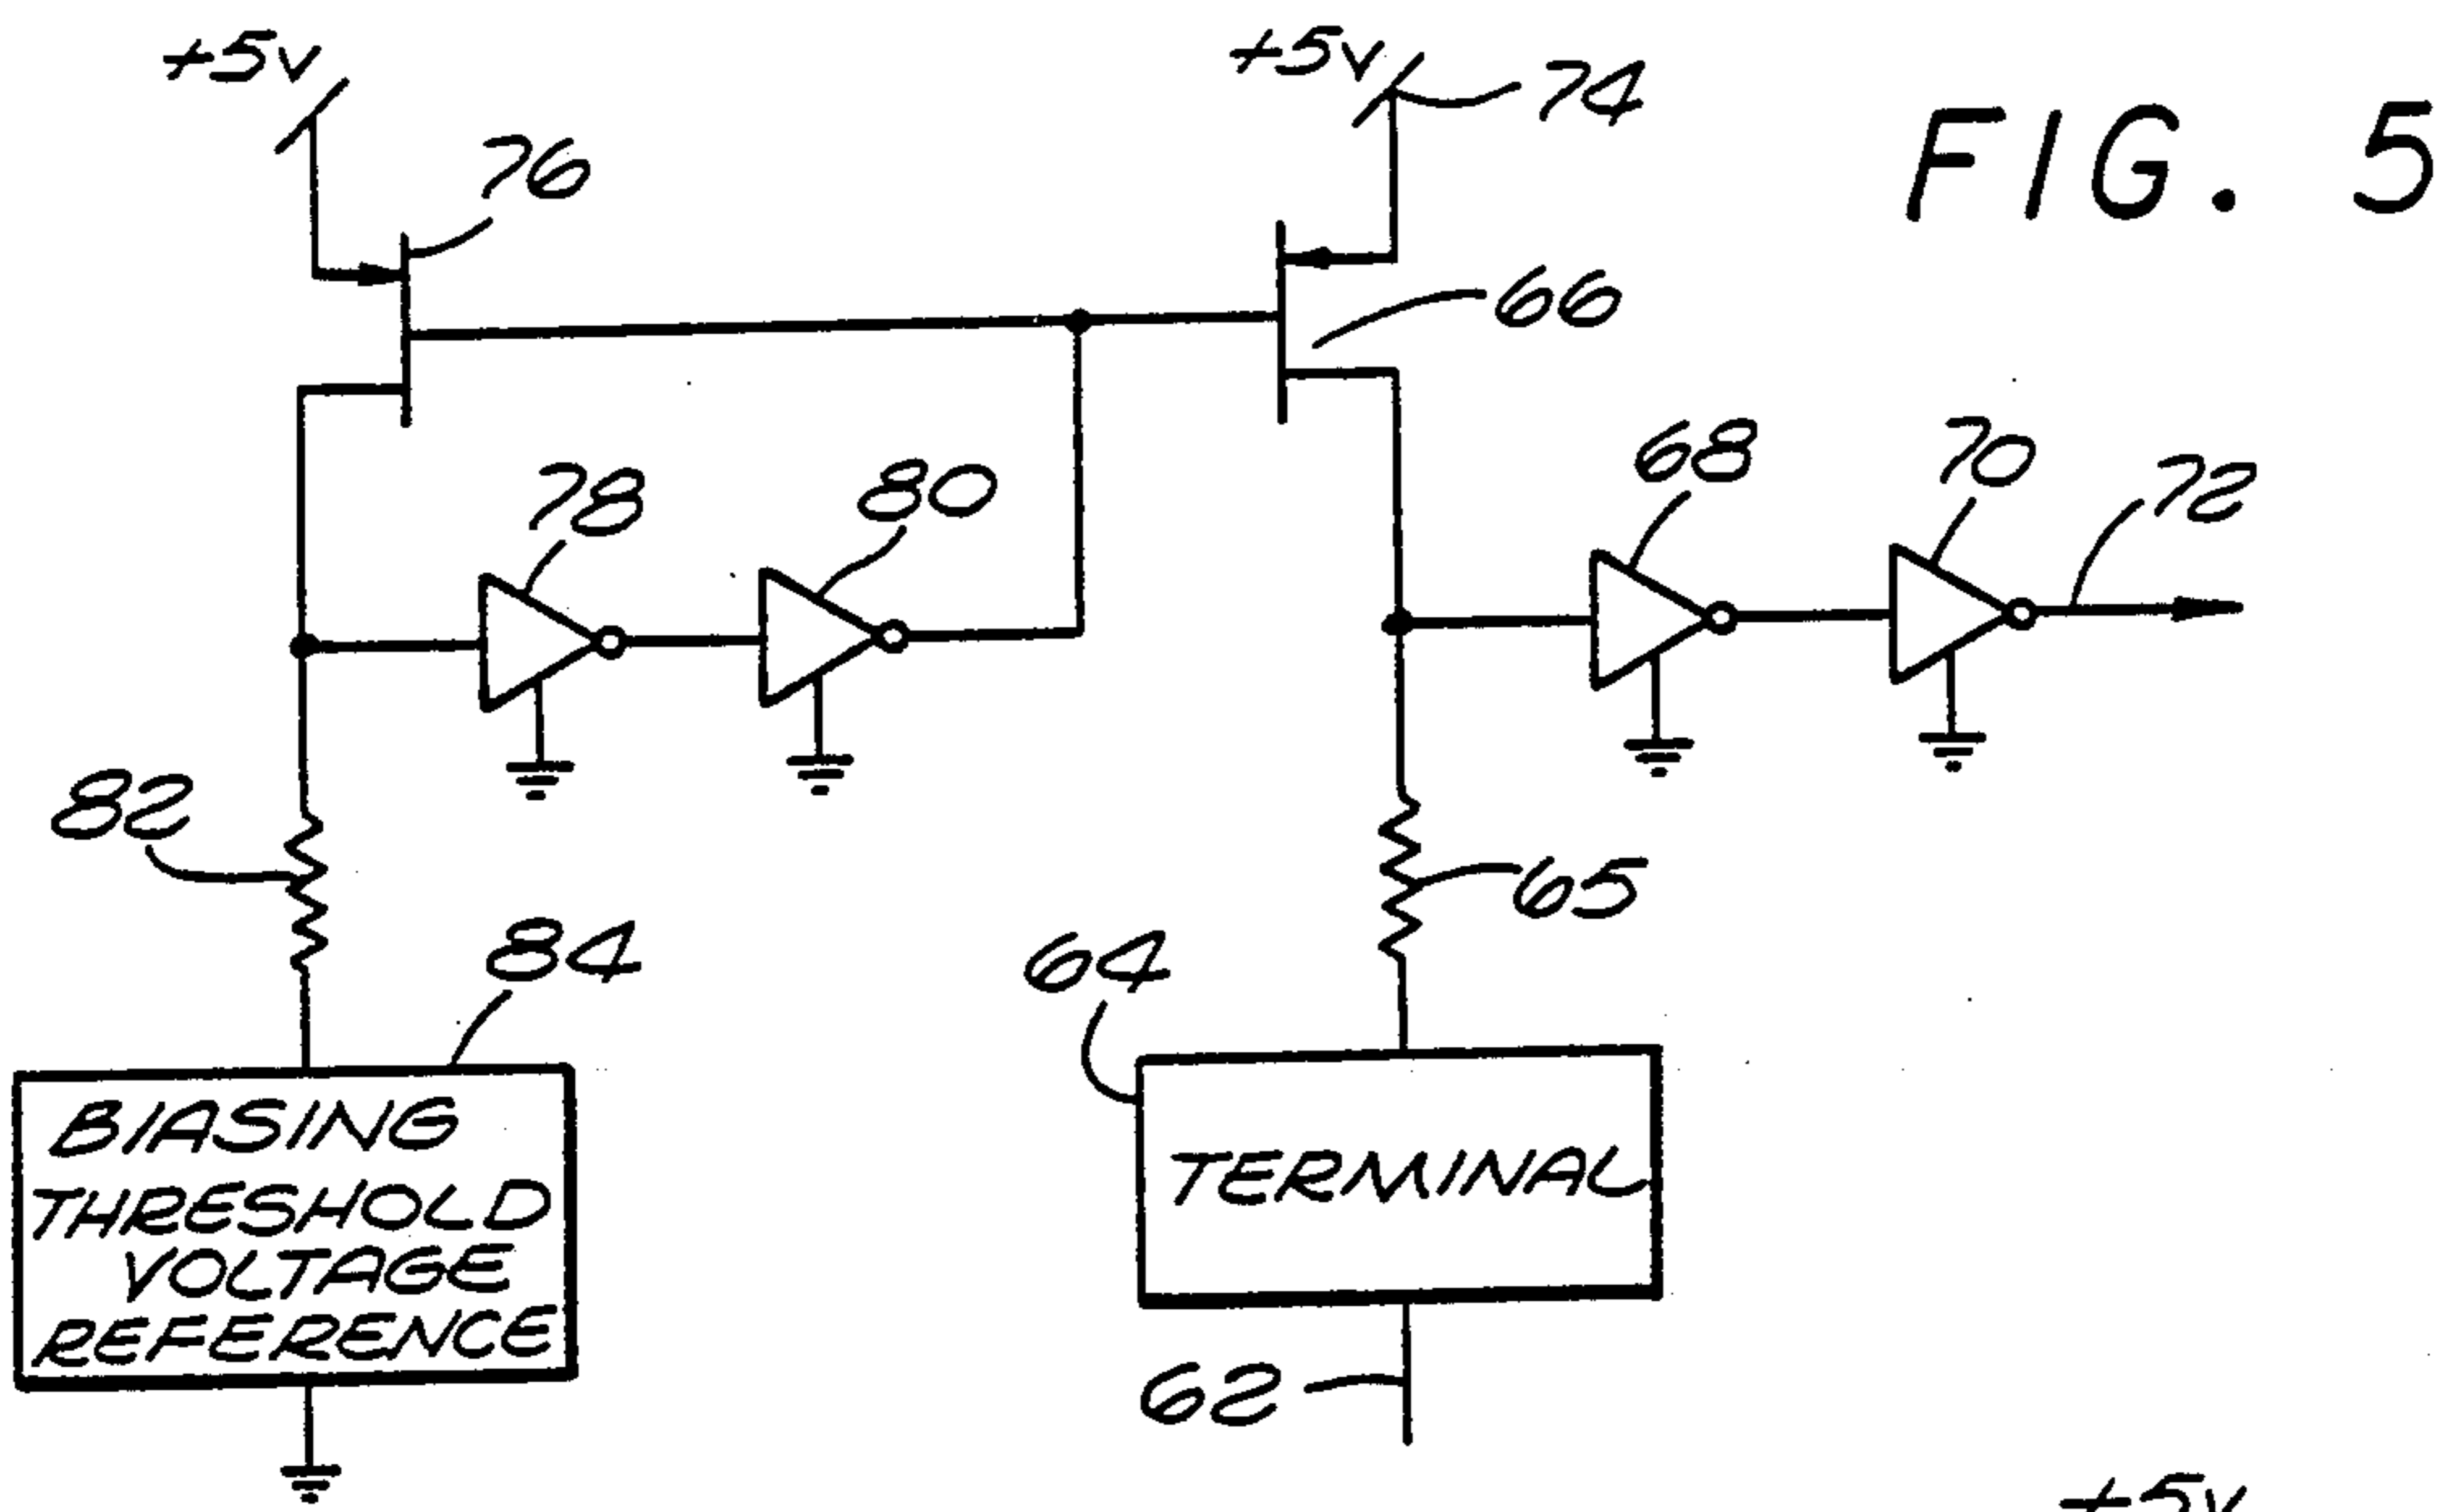 +5v
+5v
74
FIG. 5
76
66
78
80
68
70
72
82
84
65
64
BIASING
THRESHOLD
VOLTAGE
REFERENCE
TERMINAL
62
+5v